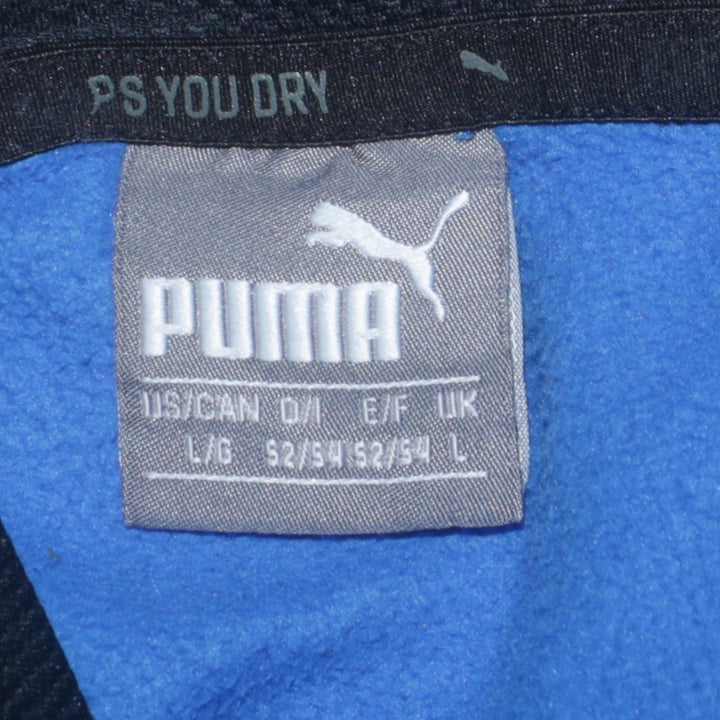 PS YOU DRY
PUMA
US/CAN D/I E/F UK
L/G 52/54 52/54 L